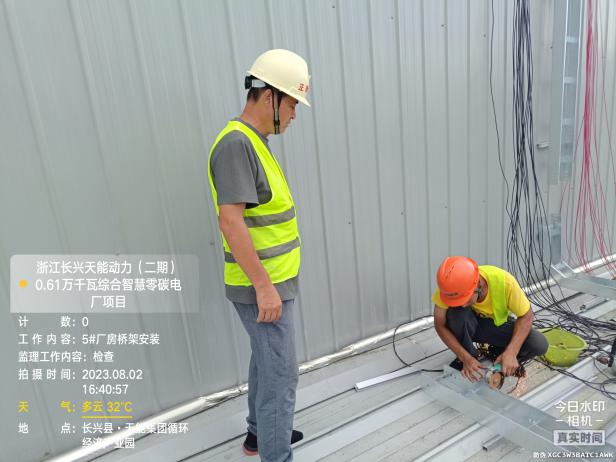 正
浙江长兴天能动力（二期）
0.61万千瓦综合智慧零碳电
厂项目
计 数：0
工作内容：5#厂房桥架安装
监理工作内容：检查
拍摄时间：2023.08.02
16:40:57
天 气：多云 32℃
地 点：长兴县·天能集团循环
经济产业园
今日水印
-相机-
真实时间
防伪 XGC3W3BATC1AWH